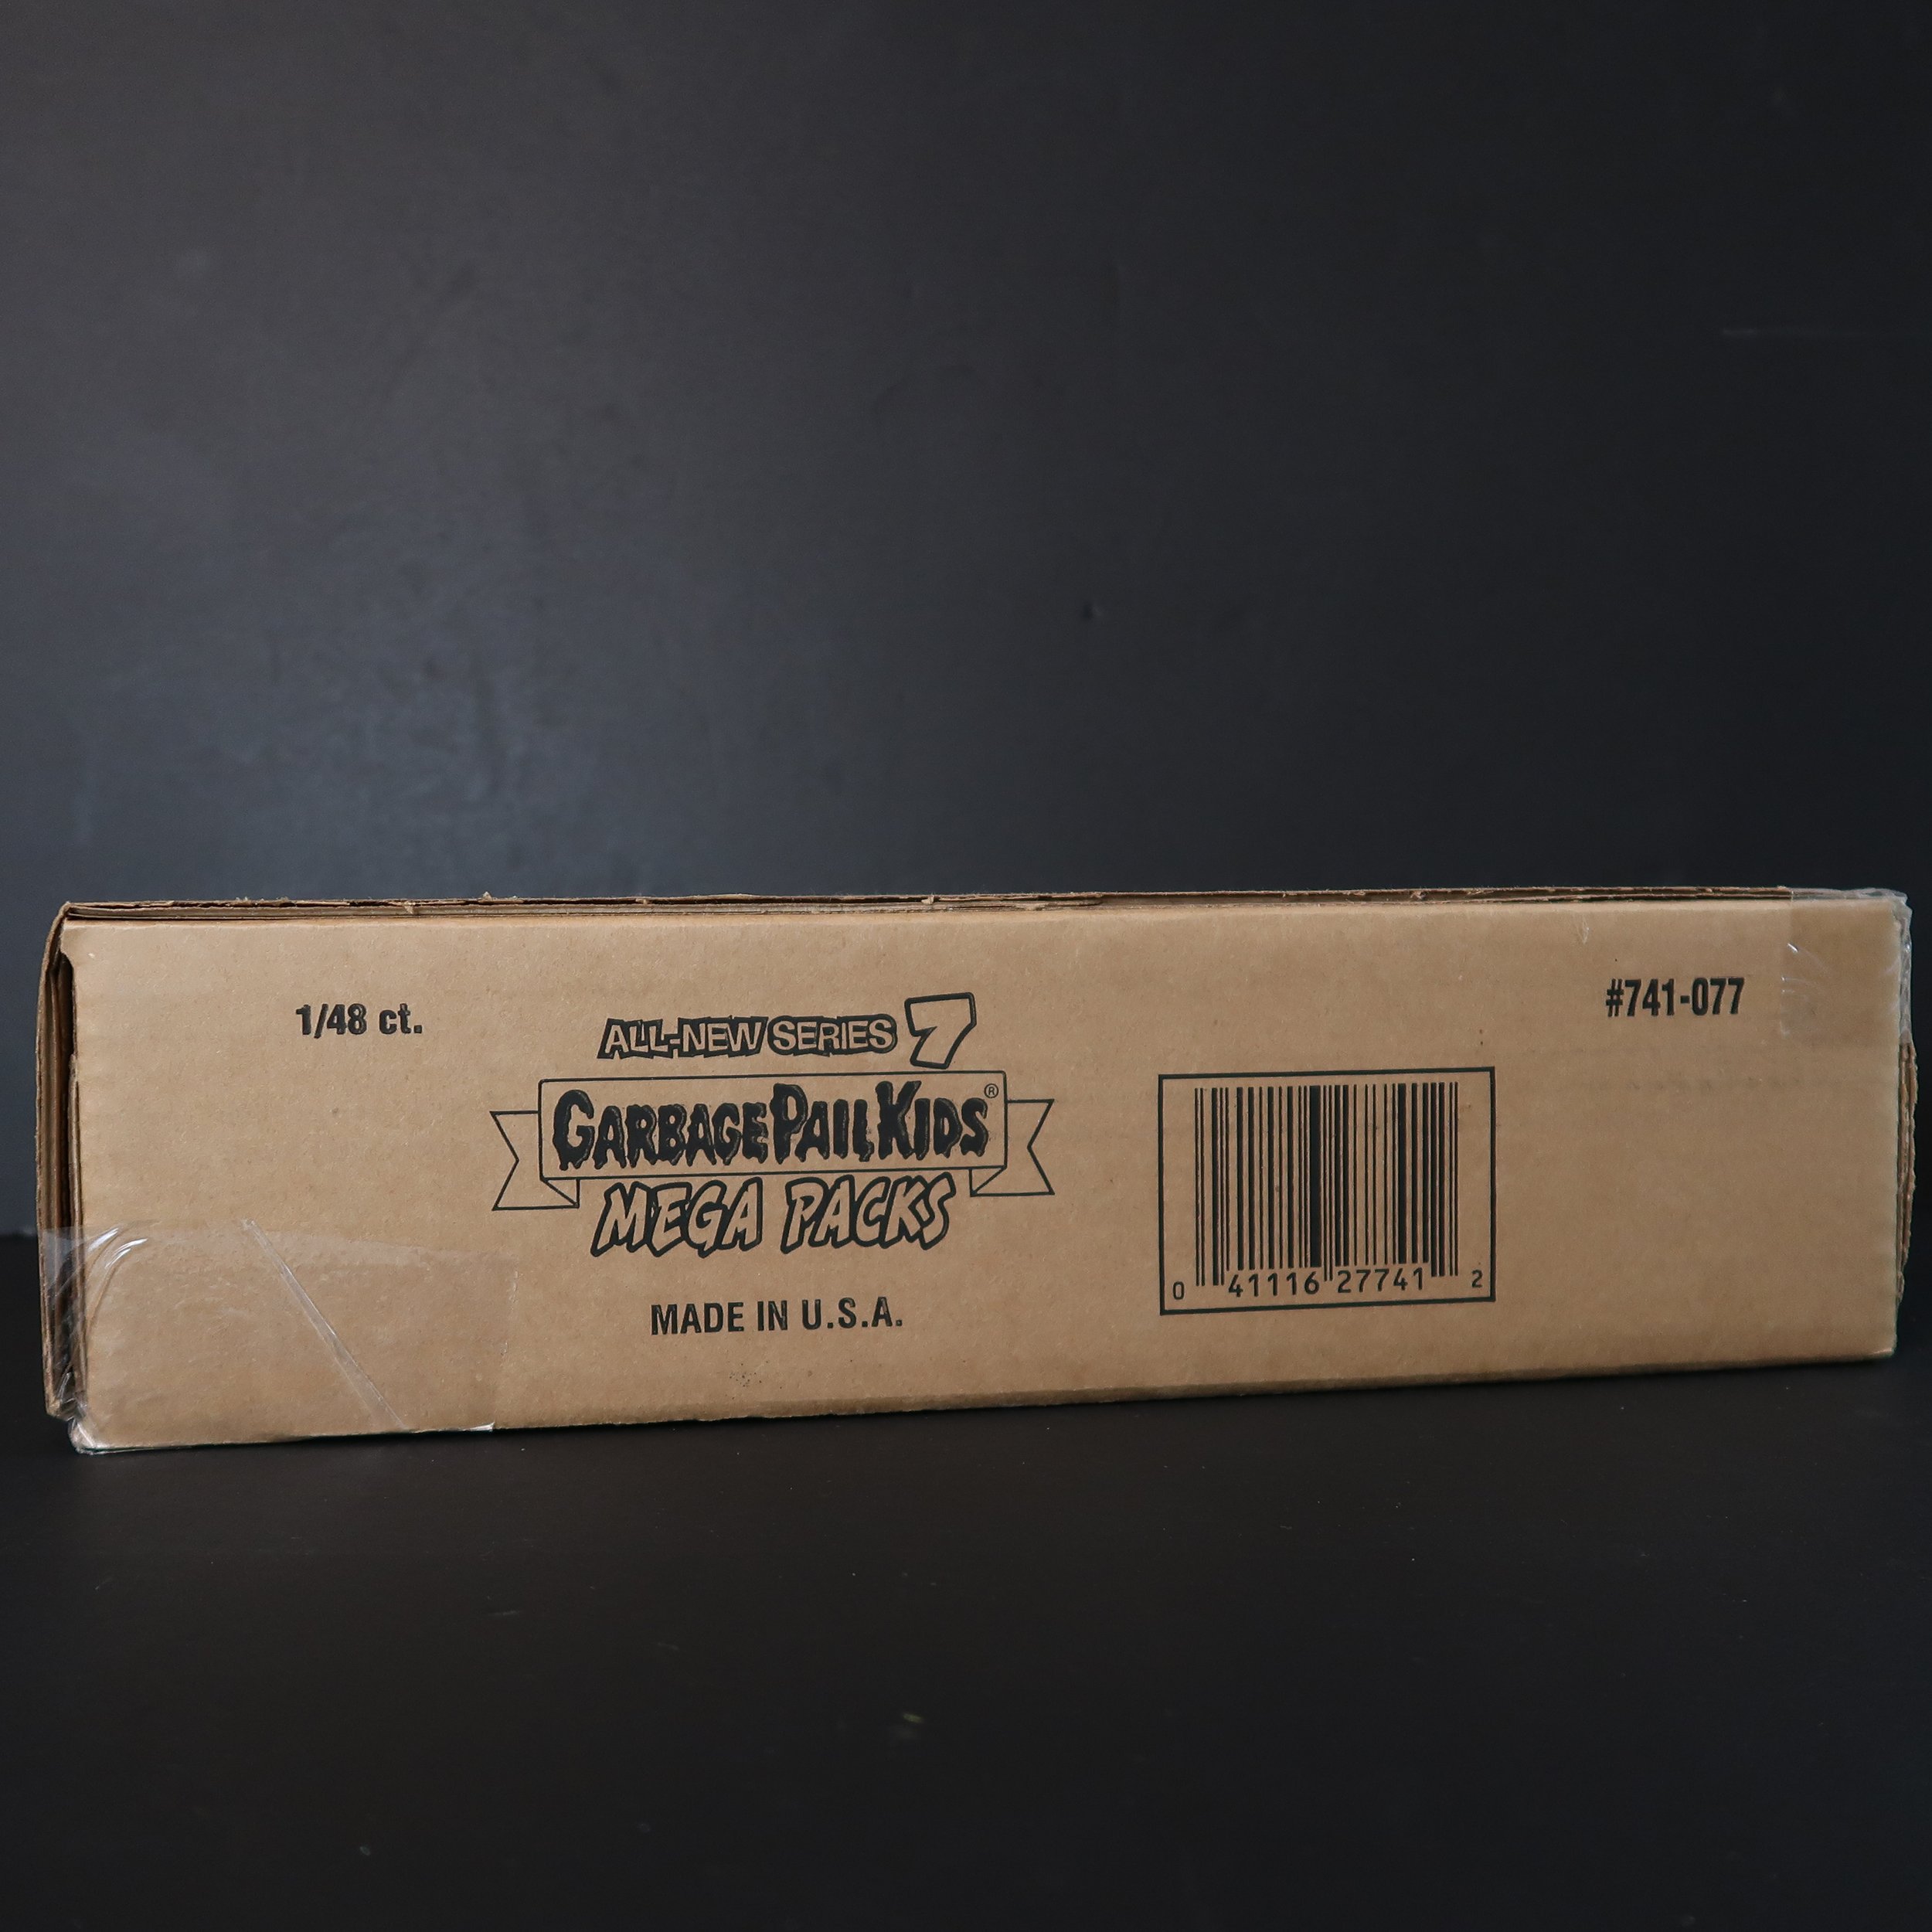 1/48 ct.
ALL-NEW SERIES 7
GARBAGE PAIL KIDS®
MEGA PACKS
MADE IN U.S.A.
#741-077
0 41116 27741 2